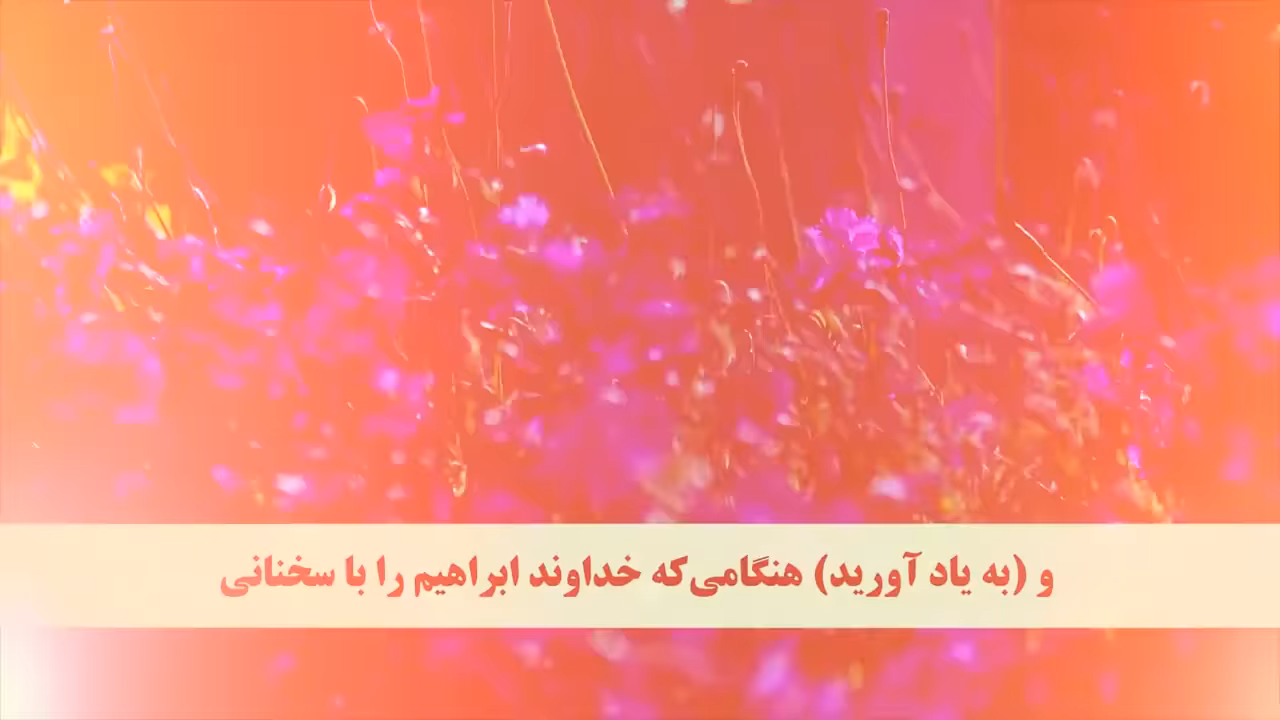 و (به یاد آورید) هنگامی‌که خداوند ابراهیم را با سخنانی